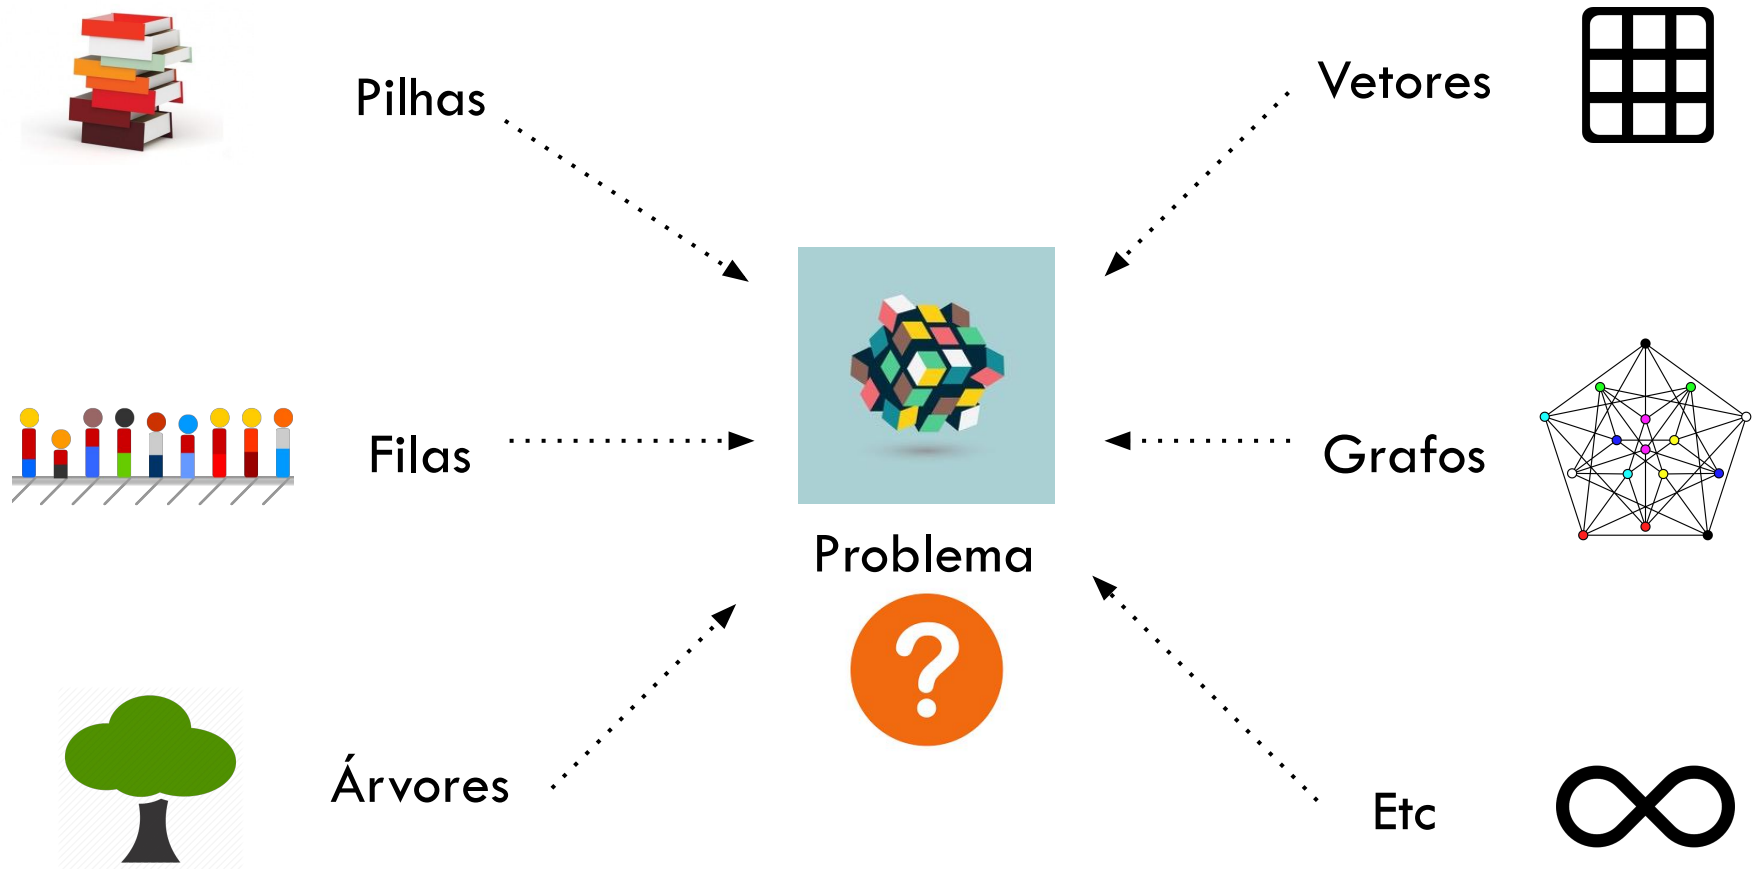 Pilhas
Vetores
Filas
Grafos
Problema
?
Árvores
Etc